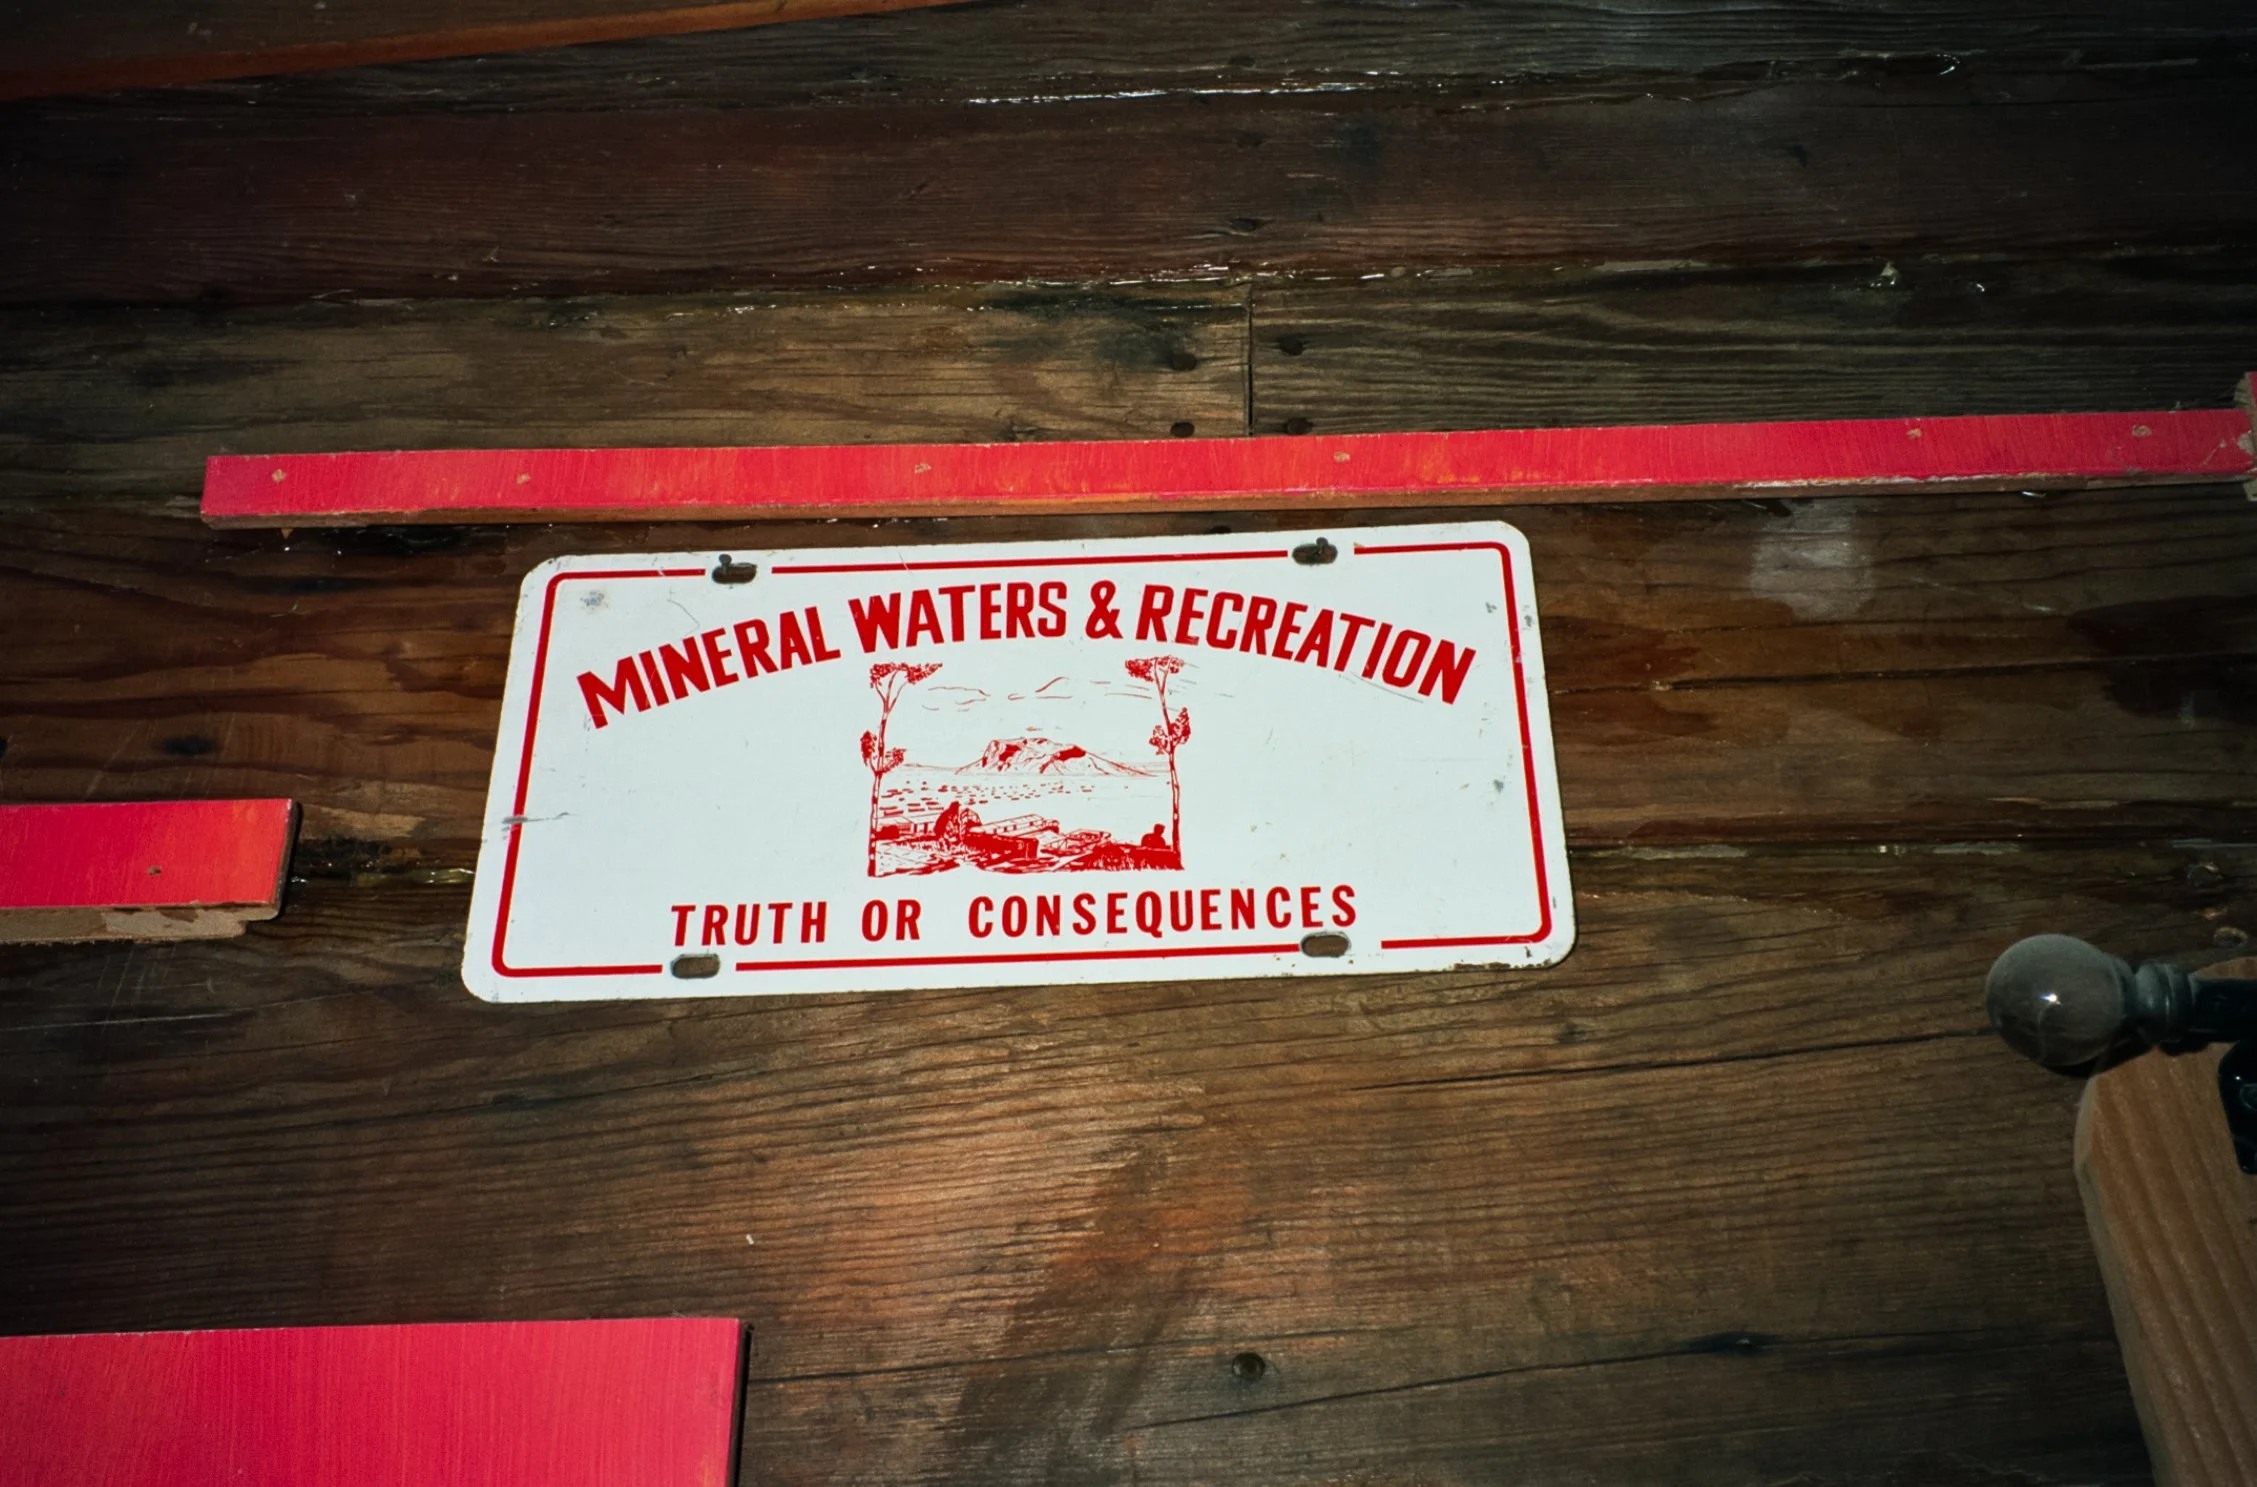 MINERAL WATERS & RECREATION
TRUTH OR CONSEQUENCES